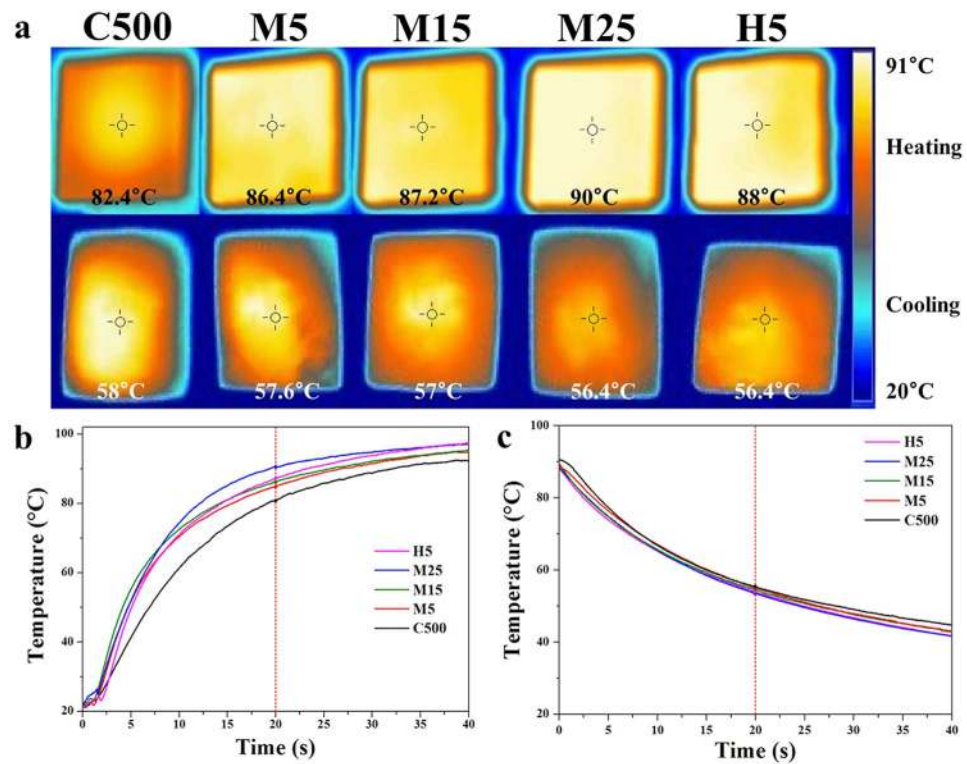 a
C500 M5 M15 M25 H5
82.4°C 86.4°C 87.2°C 90°C 88°C
58°C 57.6°C 57°C 56.4°C 56.4°C
91°C
Heating
Cooling
20°C
b
Temperature (°C)
100
80
60
40
20
H5
M25
M15
M5
C500
0 5 10 15 20 25 30 35 40
Time (s)
c
Temperature (°C)
100
80
60
40
20
H5
M25
M15
M5
C500
0 5 10 15 20 25 30 35 40
Time (s)